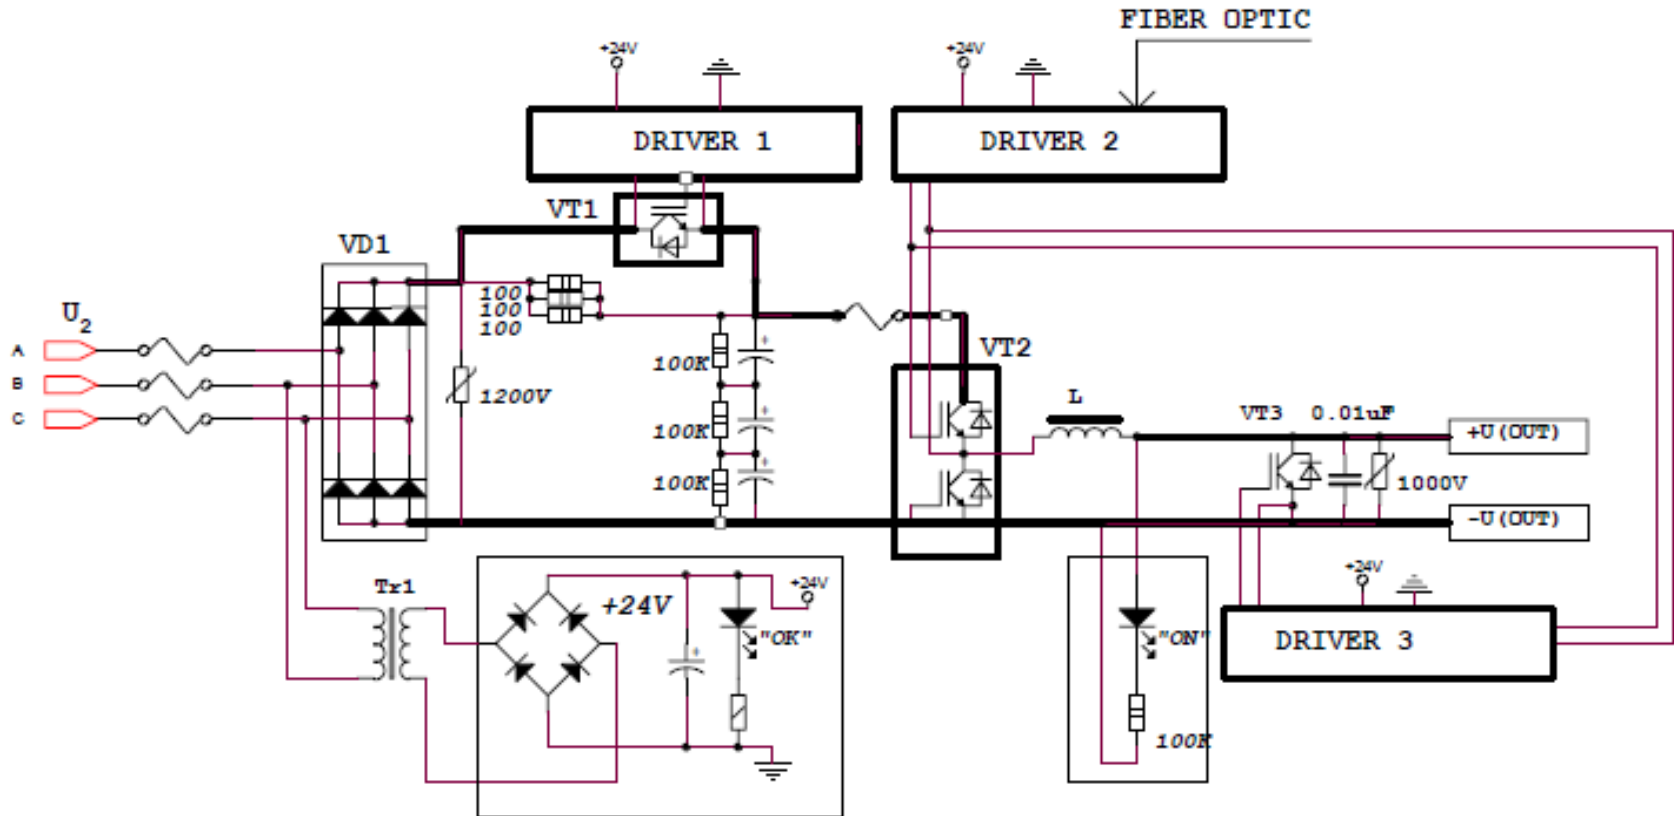 FIBER OPTIC
+24V
+24V
DRIVER 1
DRIVER 2
VT1
VD1
U2
100
100
100
A
B
C
1200V
100K
100K
100K
+
+
+
VT2
L
VT3 0.01uF
+U(OUT)
1000V
-U(OUT)
Tr1
+24V
+24V
"OK"
+
"ON"
100K
+24V
DRIVER 3